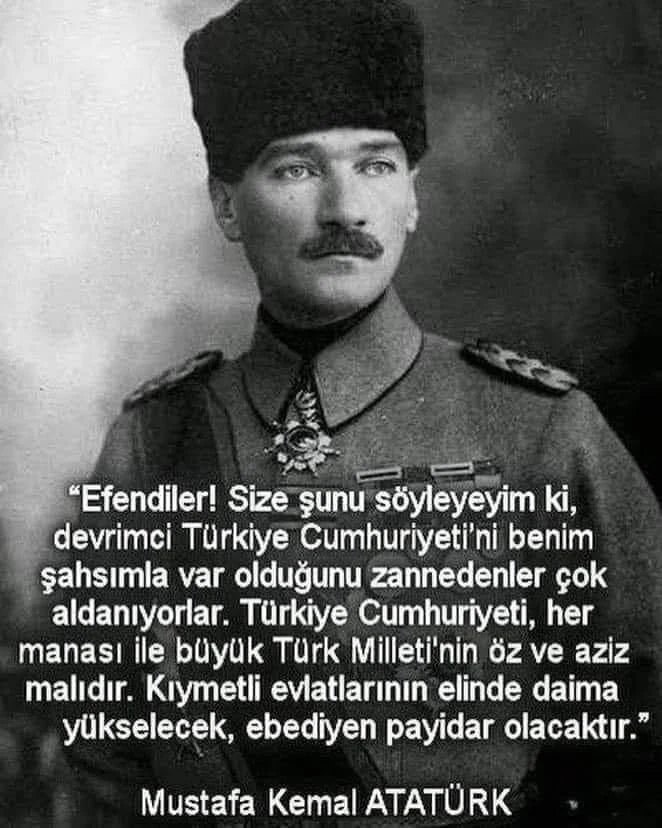 “Efendiler! Size şunu söyleyeyim ki,
devrimci Türkiye Cumhuriyeti'ni benim
şahsımla var olduğunu zannedenler çok
aldanıyorlar. Türkiye Cumhuriyeti, her
manası ile büyük Türk Milleti'nin öz ve aziz
malıdır. Kıymetli evlatlarının elinde daima
yükselecek, ebediyen payidar olacaktır.”
Mustafa Kemal ATATÜRK